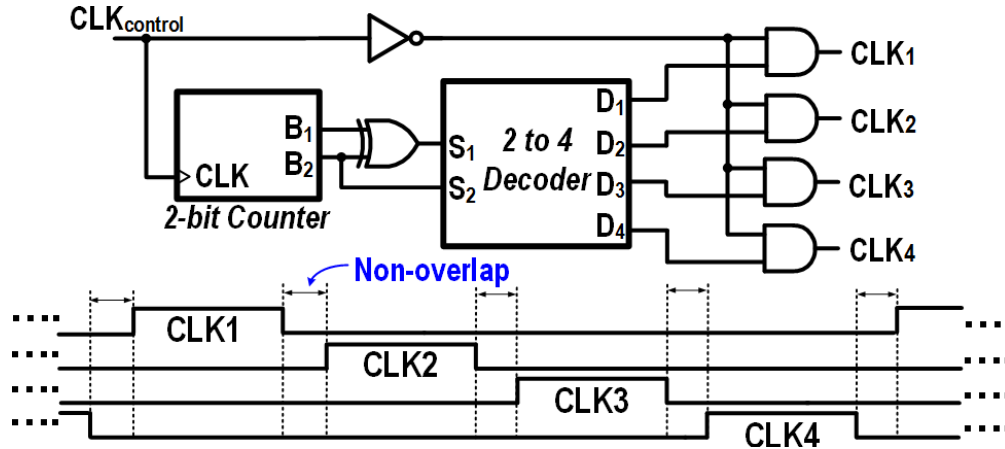 CLKcontrol
CLK1
B1
D1
2 to 4
CLK2
B2
S1
D2
Decoder
CLK
S2
D3
CLK3
2-bit Counter
D4
CLK4
Non-overlap
CLK1
CLK2
CLK3
CLK4